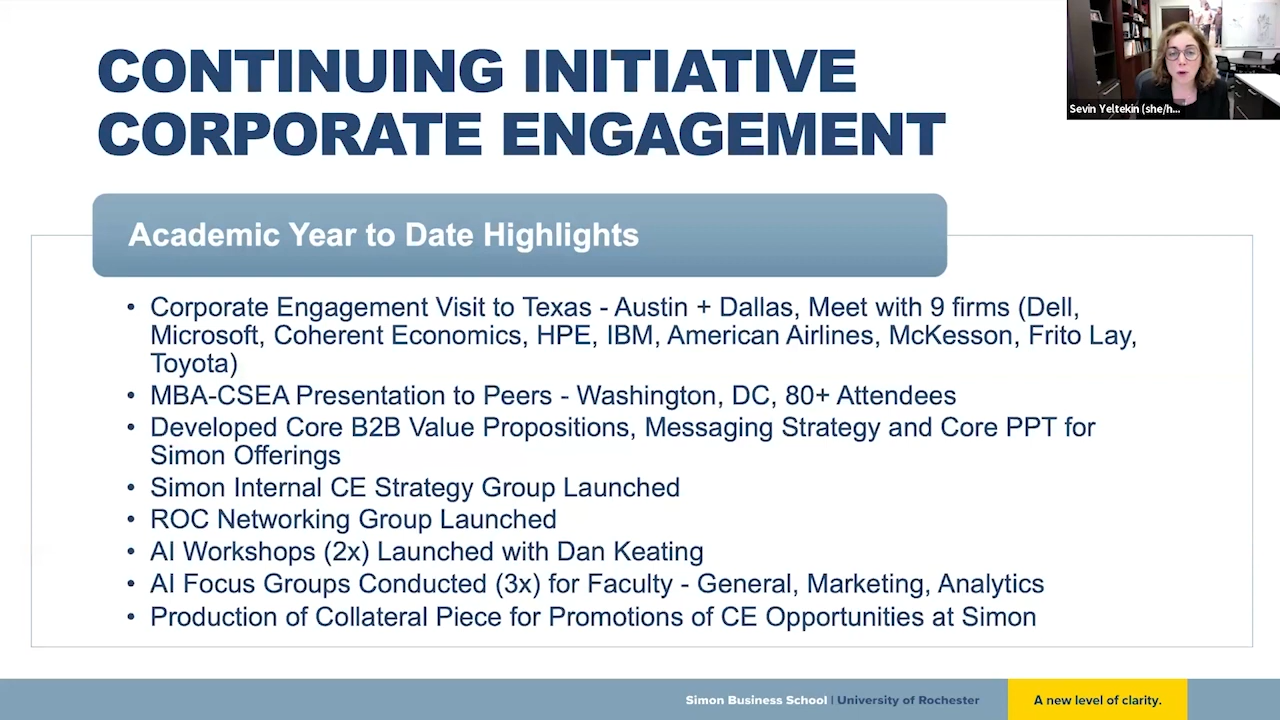 CONTINUING INITIATIVE
CORPORATE ENGAGEMENT
Sevin Yeltekin (she/h...
Academic Year to Date Highlights
• Corporate Engagement Visit to Texas - Austin + Dallas, Meet with 9 firms (Dell,
Microsoft, Coherent Economics, HPE, IBM, American Airlines, McKesson, Frito Lay,
Toyota)
• MBA-CSEA Presentation to Peers - Washington, DC, 80+ Attendees
• Developed Core B2B Value Propositions, Messaging Strategy and Core PPT for
Simon Offerings
• Simon Internal CE Strategy Group Launched
• ROC Networking Group Launched
• AI Workshops (2x) Launched with Dan Keating
• AI Focus Groups Conducted (3x) for Faculty - General, Marketing, Analytics
• Production of Collateral Piece for Promotions of CE Opportunities at Simon
Simon Business School | University of Rochester
A new level of clarity.